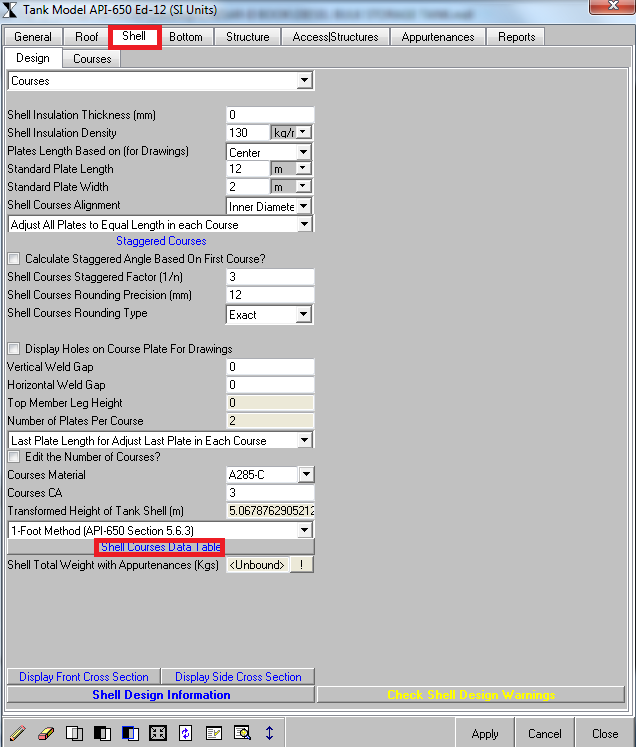 Tank Model API-650 Ed-12 (SI Units)
General Roof Shell Bottom Structure Access|Structures Appurtenances Reports
Design Courses
Courses
Shell Insulation Thickness (mm) 0
Shell Insulation Density 130 kg/r
Plates Length Based on (for Drawings) Center
Standard Plate Length 12 m
Standard Plate Width 2 m
Shell Courses Alignment Inner Diamete
Adjust All Plates to Equal Length in each Course
Staggered Courses
Calculate Staggered Angle Based On First Course?
Shell Courses Staggered Factor (1/n) 3
Shell Courses Rounding Precision (mm) 12
Shell Courses Rounding Type Exact
Display Holes on Course Plate For Drawings
Vertical Weld Gap 0
Horizontal Weld Gap 0
Top Member Leg Height 0
Number of Plates Per Course 2
Last Plate Length for Adjust Last Plate in Each Course
Edit the Number of Courses?
Courses Material A285-C
Courses CA 3
Transformed Height of Tank Shell (m) 5.0678762905212
1-Foot Method (API-650 Section 5.6.3)
Shell Courses Data Table
Shell Total Weight with Appurtenances (Kgs) <Unbound> !
Display Front Cross Section Display Side Cross Section
Shell Design Information Check Shell Design Warnings
Apply Cancel Close